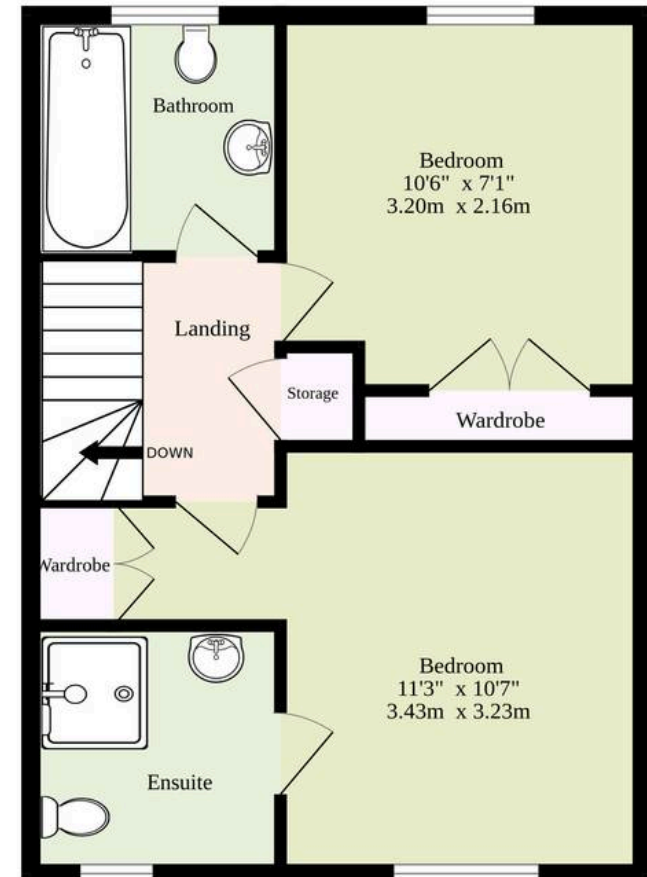 Bathroom
Bedroom
10'6" x 7'1"
3.20m x 2.16m
Landing
Storage
Wardrobe
DOWN
Wardrobe
Bedroom
11'3" x 10'7"
3.43m x 3.23m
Ensuite